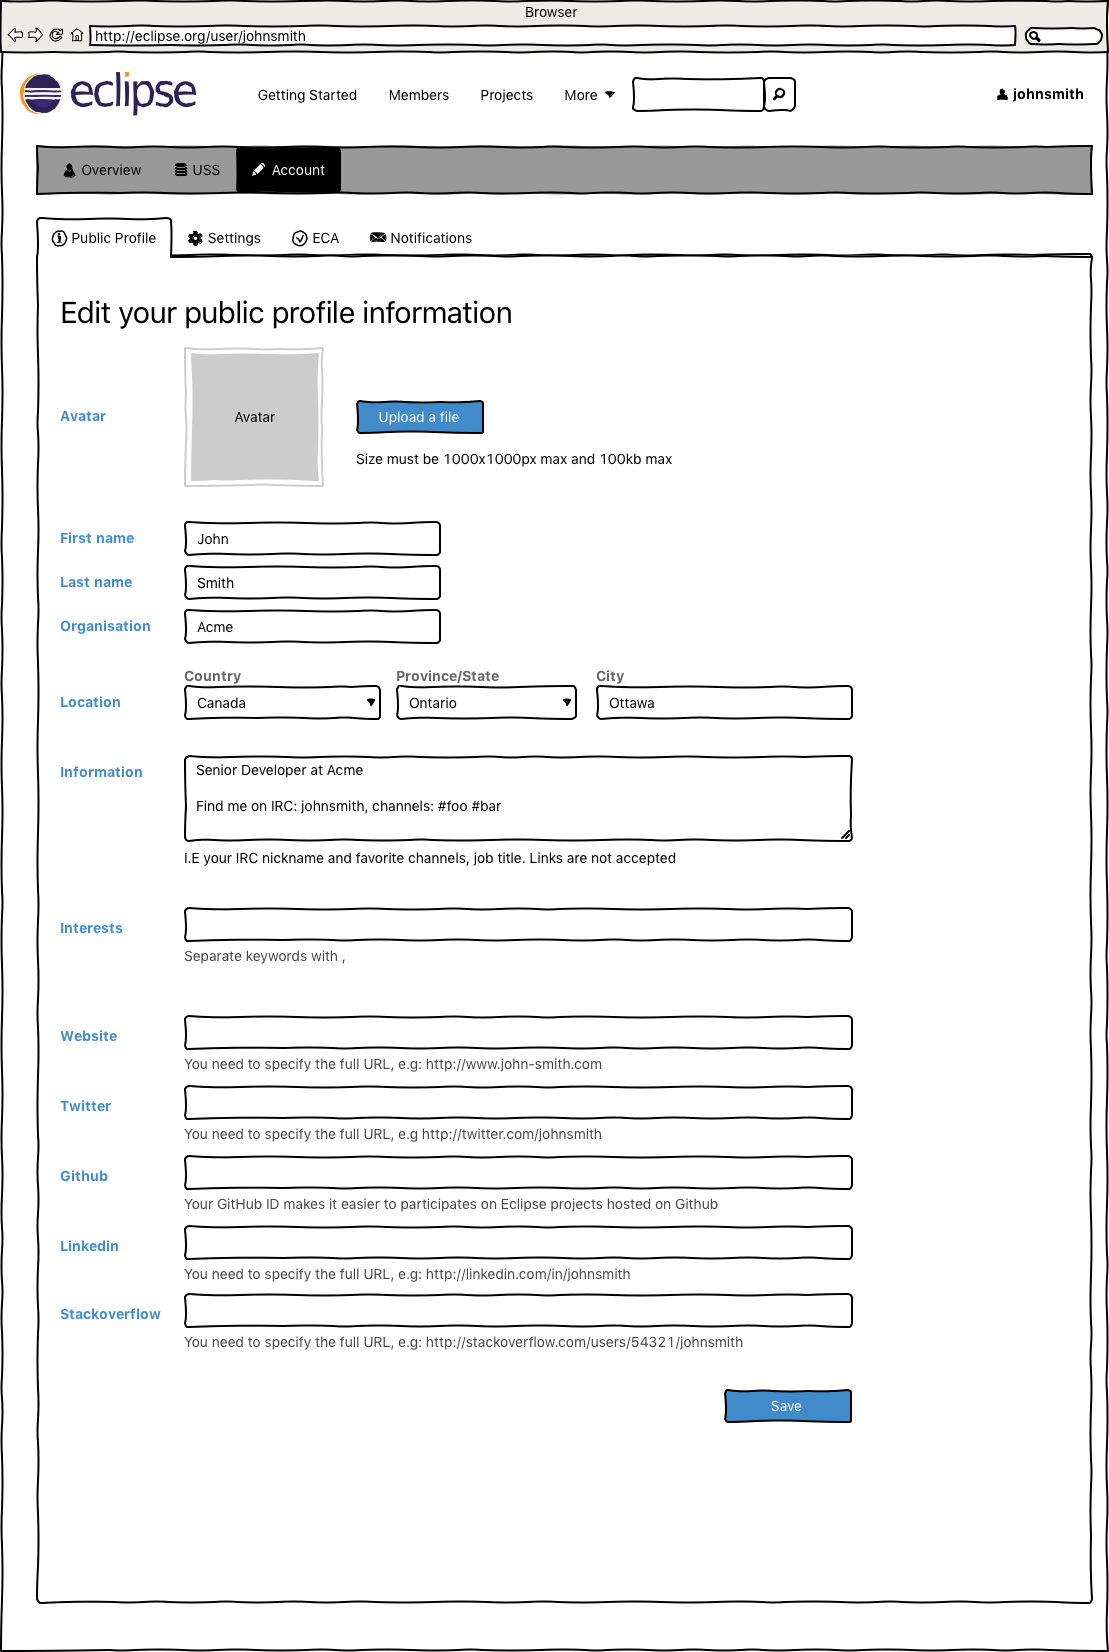 Browser
http://eclipse.org/user/johnsmith
eclipse Getting Started Members Projects More johnsmith
Overview USS Account
Public Profile Settings ECA Notifications
Edit your public profile information
Avatar Avatar Upload a file
Size must be 1000x1000px max and 100kb max
First name John
Last name Smith
Organisation Acme
Country Province/State City
Location Canada Ontario Ottawa
Information Senior Developer at Acme
Find me on IRC: johnsmith, channels: #foo #bar
I.E your IRC nickname and favorite channels, job title. Links are not accepted
Interests
Separate keywords with ,
Website
You need to specify the full URL, e.g: http://www.john-smith.com
Twitter
You need to specify the full URL, e.g http://twitter.com/johnsmith
Github
Your GitHub ID makes it easier to participates on Eclipse projects hosted on Github
Linkedin
You need to specify the full URL, e.g: http://linkedin.com/in/johnsmith
Stackoverflow
You need to specify the full URL, e.g: http://stackoverflow.com/users/54321/johnsmith
Save